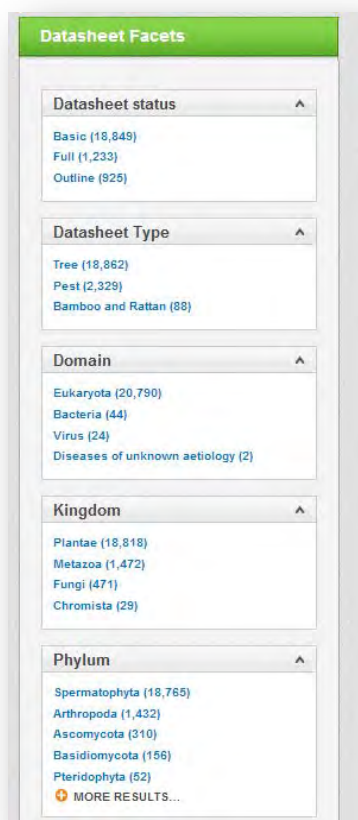 Datasheet Facets
Datasheet status
Basic (18,849)
Full (1,233)
Outline (925)
Datasheet Type
Tree (18,862)
Pest (2,329)
Bamboo and Rattan (88)
Domain
Eukaryota (20,790)
Bacteria (44)
Virus (24)
Diseases of unknown aetiology (2)
Kingdom
Plantae (18,818)
Metazoa (1,472)
Fungi (471)
Chromista (29)
Phylum
Spermatophyta (18,765)
Arthropoda (1,432)
Ascomycota (310)
Basidiomycota (156)
Pteridophyta (52)
MORE RESULTS...